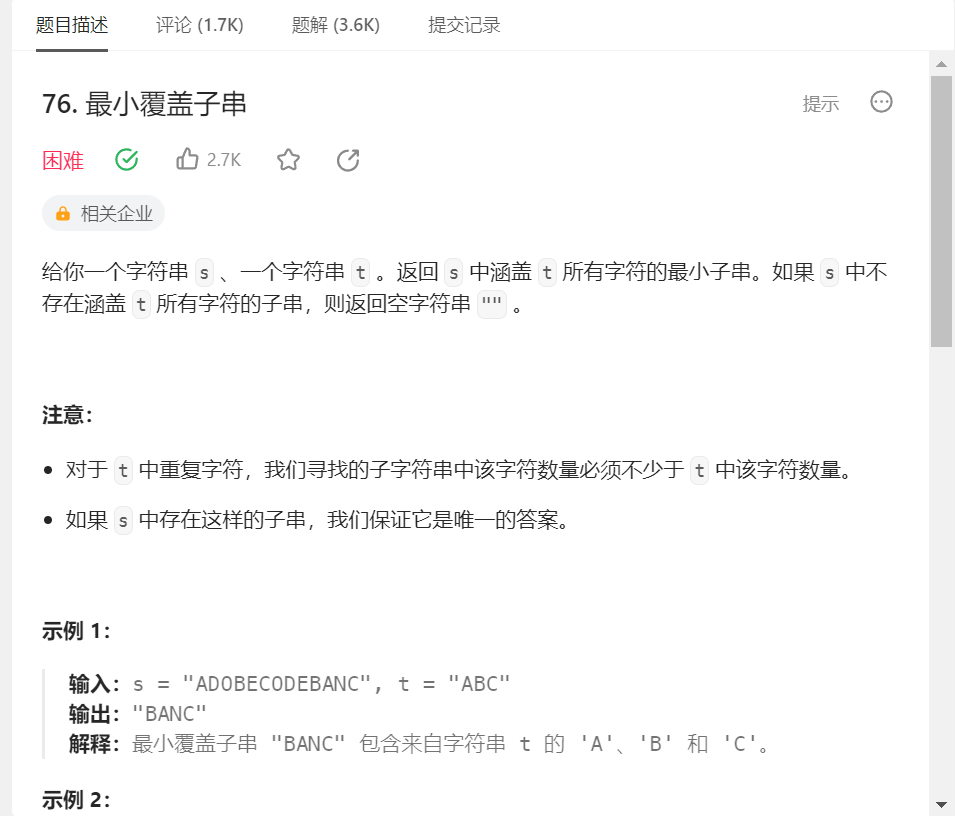 题目描述 评论 (1.7K) 题解 (3.6K) 提交记录
76. 最小覆盖子串 提示
困难 2.7K
相关企业
给你一个字符串 s 、一个字符串 t 。返回 s 中涵盖 t 所有字符的最小子串。如果 s 中不
存在涵盖 t 所有字符的子串，则返回空字符串 "" 。
注意：
对于 t 中重复字符，我们寻找的子字符串中该字符数量必须不少于 t 中该字符数量。
如果 s 中存在这样的子串，我们保证它是唯一的答案。
示例 1：
输入：s = "ADOBECODEBANC", t = "ABC"
输出："BANC"
解释：最小覆盖子串 "BANC" 包含来自字符串 t 的 'A'、'B' 和 'C'。
示例 2：